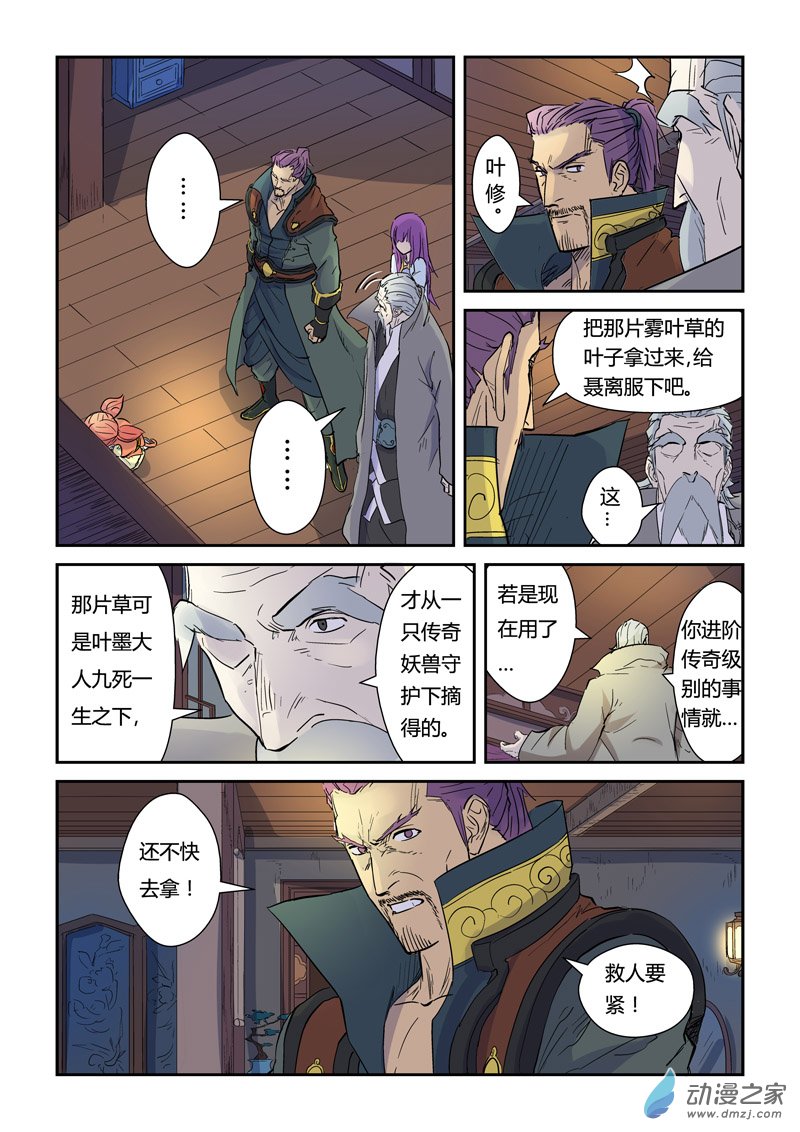 ……
……
叶
修。
把那片雾叶草的
叶子拿过来，给
聂离服下吧。
这
…
那片草可
是叶墨大
人九死一
生之下，
才从一
只传奇
妖兽守
护下摘
得的。
若是现
在用了
…
你进阶
传奇级
别的事
情就…
还不快
去拿！
救人要
紧！
动漫之家
www.dmzj.com